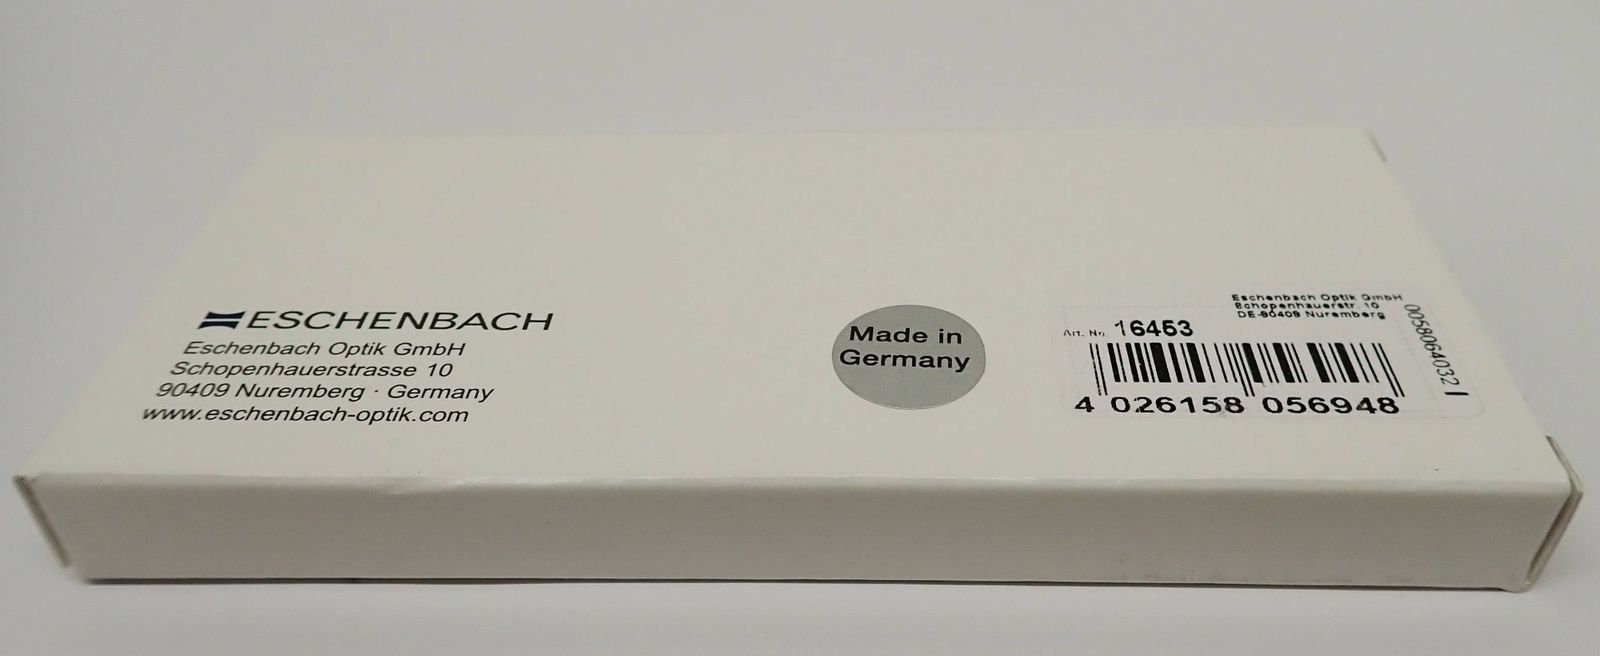 ESCHENBACH
Eschenbach Optik GmbH
Schopenhauerstrasse 10
90409 Nuremberg · Germany
www.eschenbach-optik.com
Made in
Germany
Eschenbach Optik GmbH
Schopenhauerstr. 10
DE-90409 Nuremberg
Art. No. 16453
4 026158 056948
0058064032